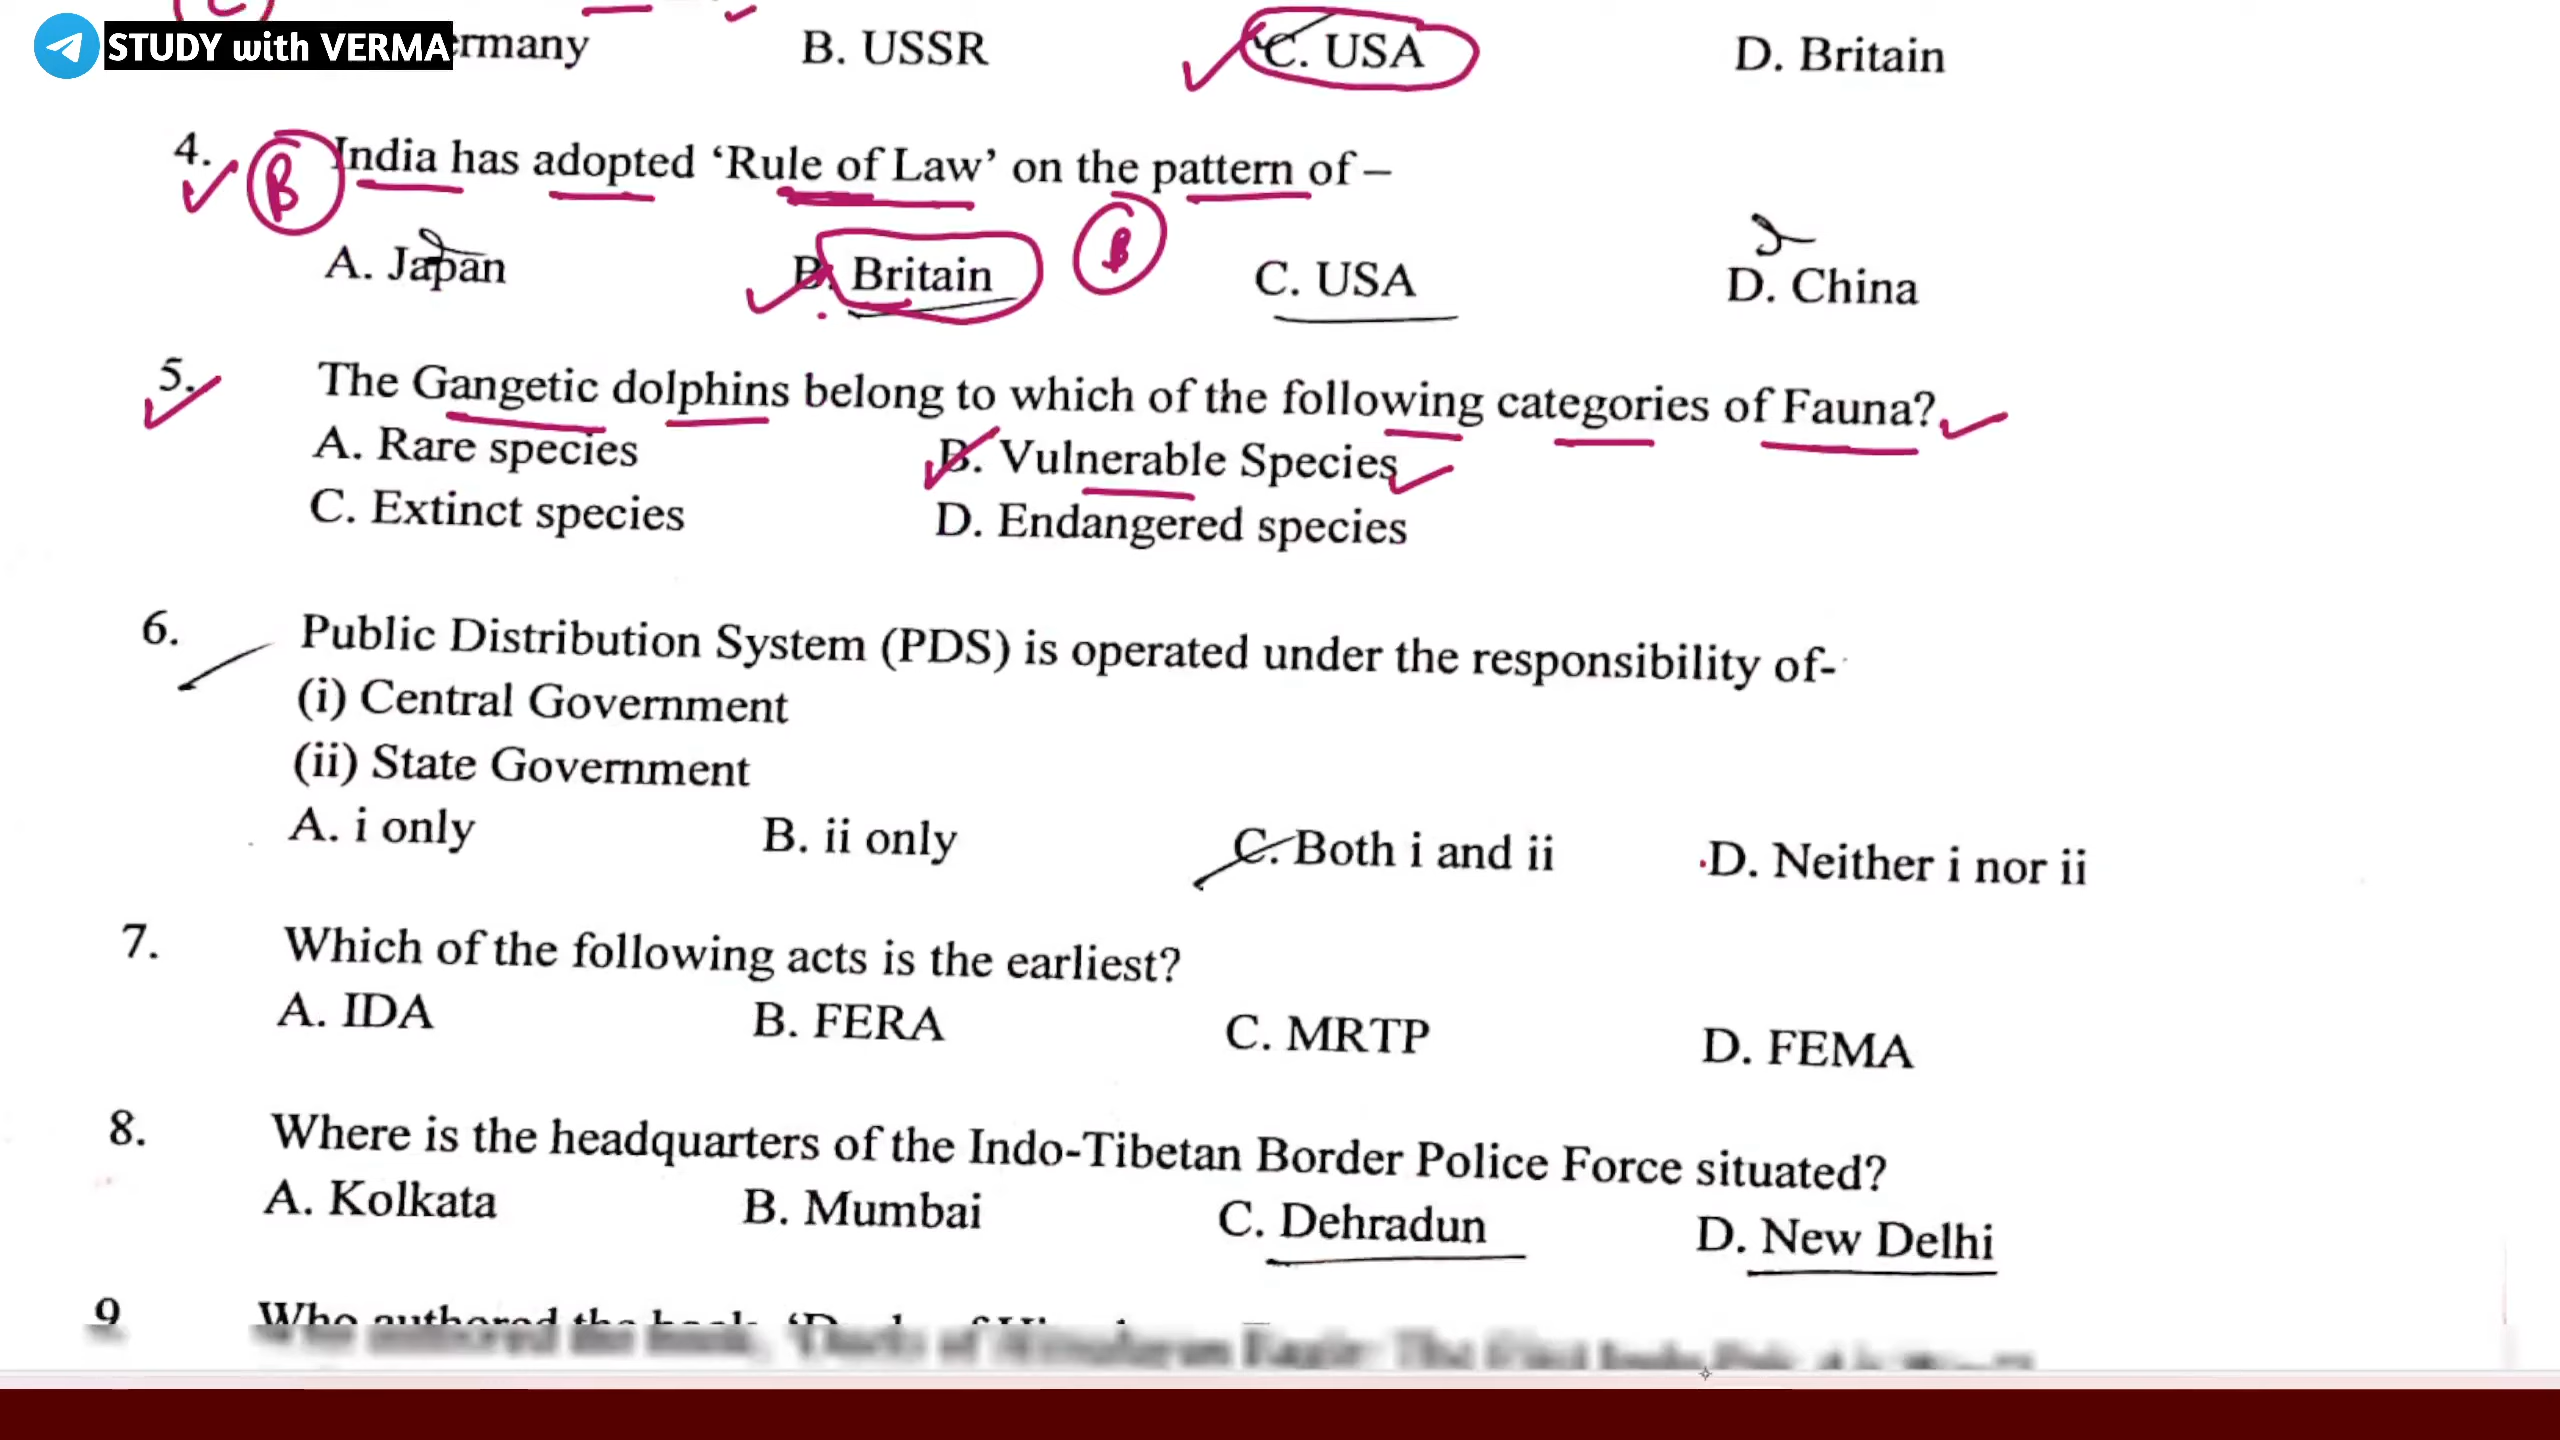 STUDY with VERMA
rmany B. USSR C. USA D. Britain
4. B India has adopted ‘Rule of Law’ on the pattern of –
A. Japan B. Britain B C. USA D. China
5. The Gangetic dolphins belong to which of the following categories of Fauna?
A. Rare species B. Vulnerable Species
C. Extinct species D. Endangered species
6. Public Distribution System (PDS) is operated under the responsibility of-
(i) Central Government
(ii) State Government
A. i only B. ii only C. Both i and ii D. Neither i nor ii
7. Which of the following acts is the earliest?
A. IDA B. FERA C. MRTP D. FEMA
8. Where is the headquarters of the Indo-Tibetan Border Police Force situated?
A. Kolkata B. Mumbai C. Dehradun D. New Delhi
9 Who authored the book